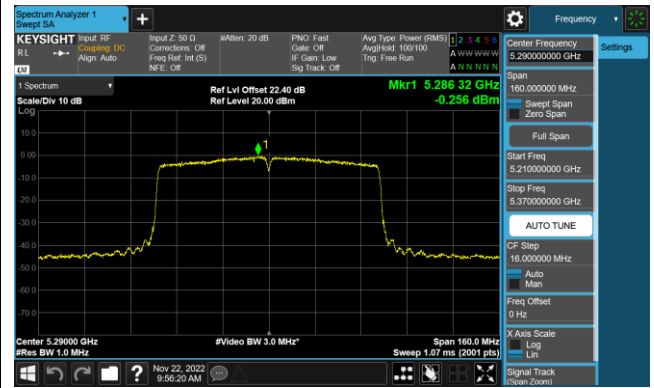 Spectrum Analyzer 1
Swept SA
Frequency
KEYSIGHT
Input: RF
Input Z: 50 Ω
#Atten: 20 dB
PNO: Fast
Avg Type: Power (RMS)
1 2 3 4 5 6
RL
Coupling: DC
Corrections: Off
Gate: Off
Avg|Hold: 100/100
A W W W W W
Align: Auto
Freq Ref: Int (S)
IF Gain: Low
Trig: Free Run
NFE: Off
Sig Track: Off
A N N N N N
LXI
Center Frequency
5.290000000 GHz
Settings
1 Spectrum
Ref Lvl Offset 22.40 dB
Mkr1 5.286 32 GHz
Scale/Div 10 dB
Ref Level 20.00 dBm
-0.256 dBm
Log
Span
160.000000 MHz
Swept Span
Zero Span
Full Span
Start Freq
5.210000000 GHz
Stop Freq
5.370000000 GHz
AUTO TUNE
CF Step
16.000000 MHz
Auto
Man
Freq Offset
0 Hz
X Axis Scale
Log
Lin
Signal Track
(Span Zoom)
10.0
0.00
-10.0
-20.0
-30.0
-40.0
-50.0
-60.0
-70.0
1
Center 5.29000 GHz
#Video BW 3.0 MHz*
Span 160.0 MHz
#Res BW 1.0 MHz
Sweep 1.07 ms (2001 pts)
Nov 22, 2022
9:56:20 AM